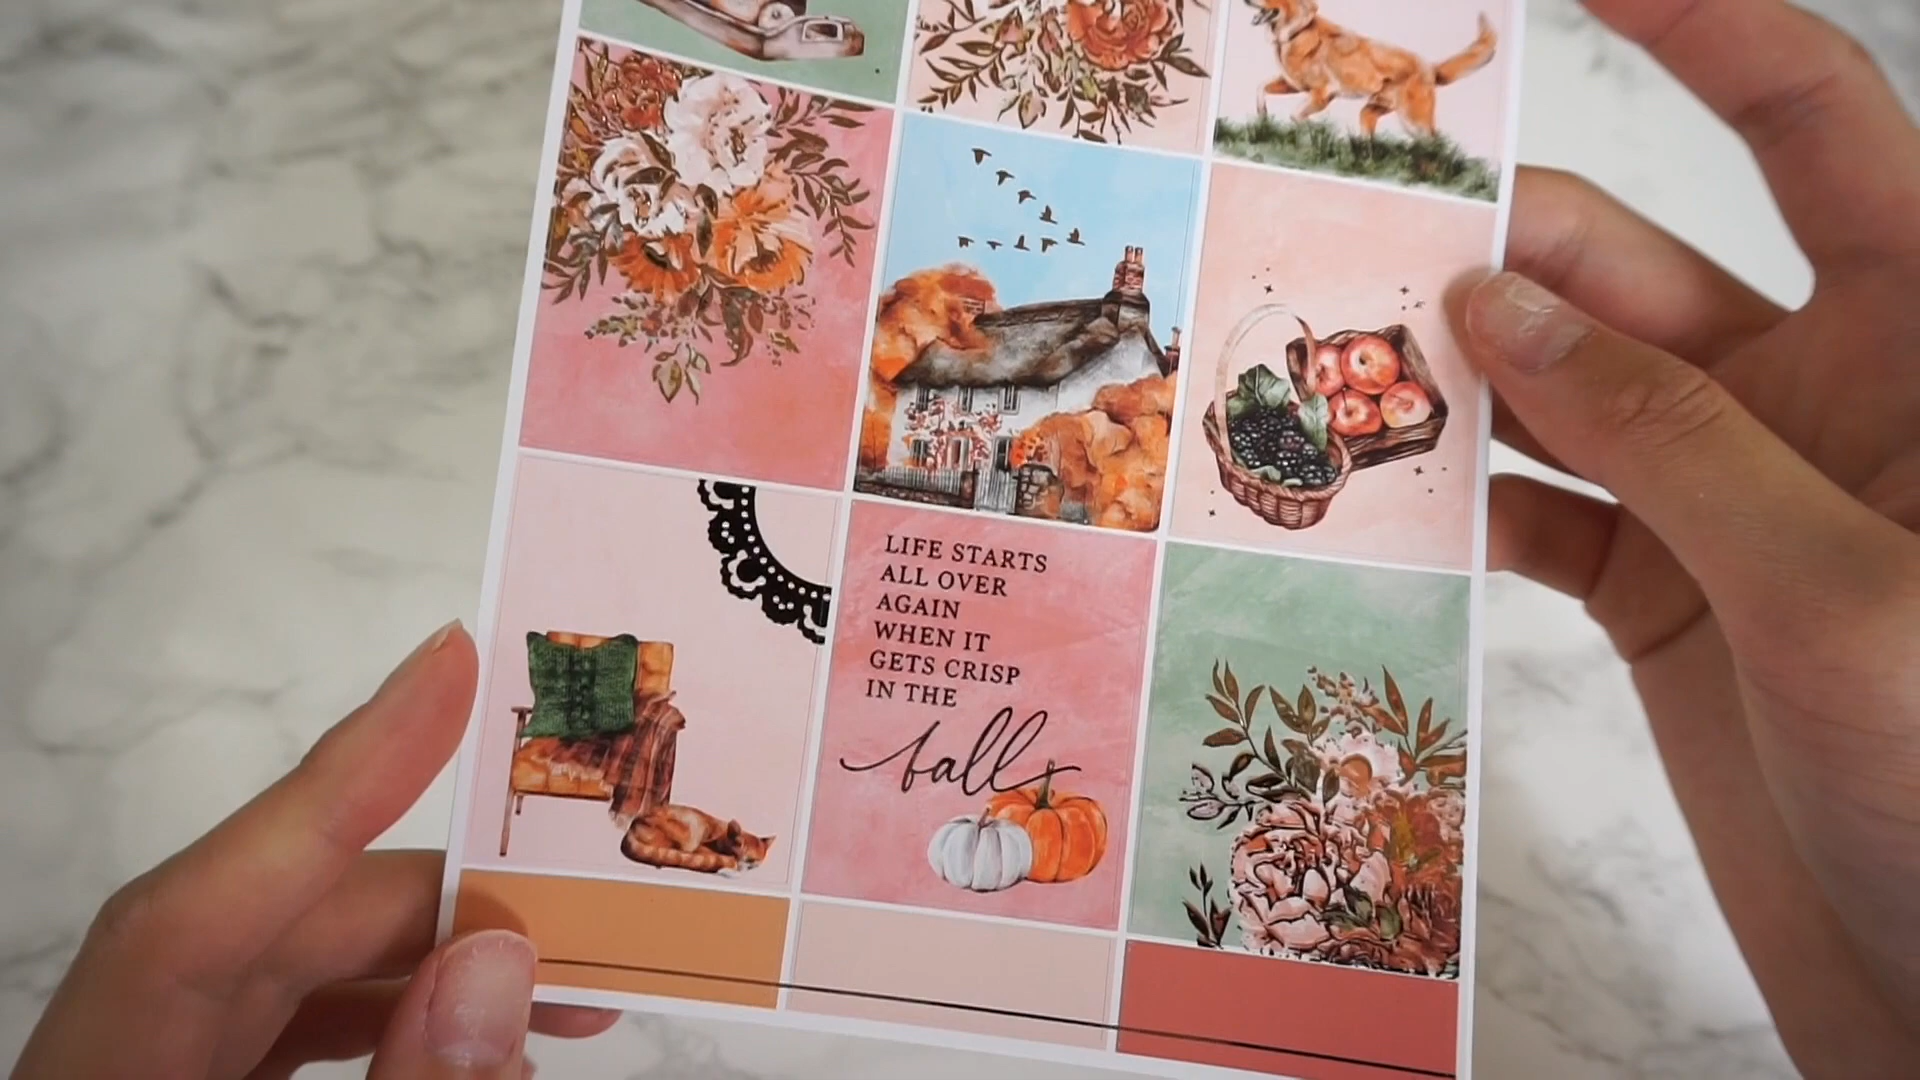 LIFE STARTS
ALL OVER
AGAIN
WHEN IT
GETS CRISP
IN THE
fall